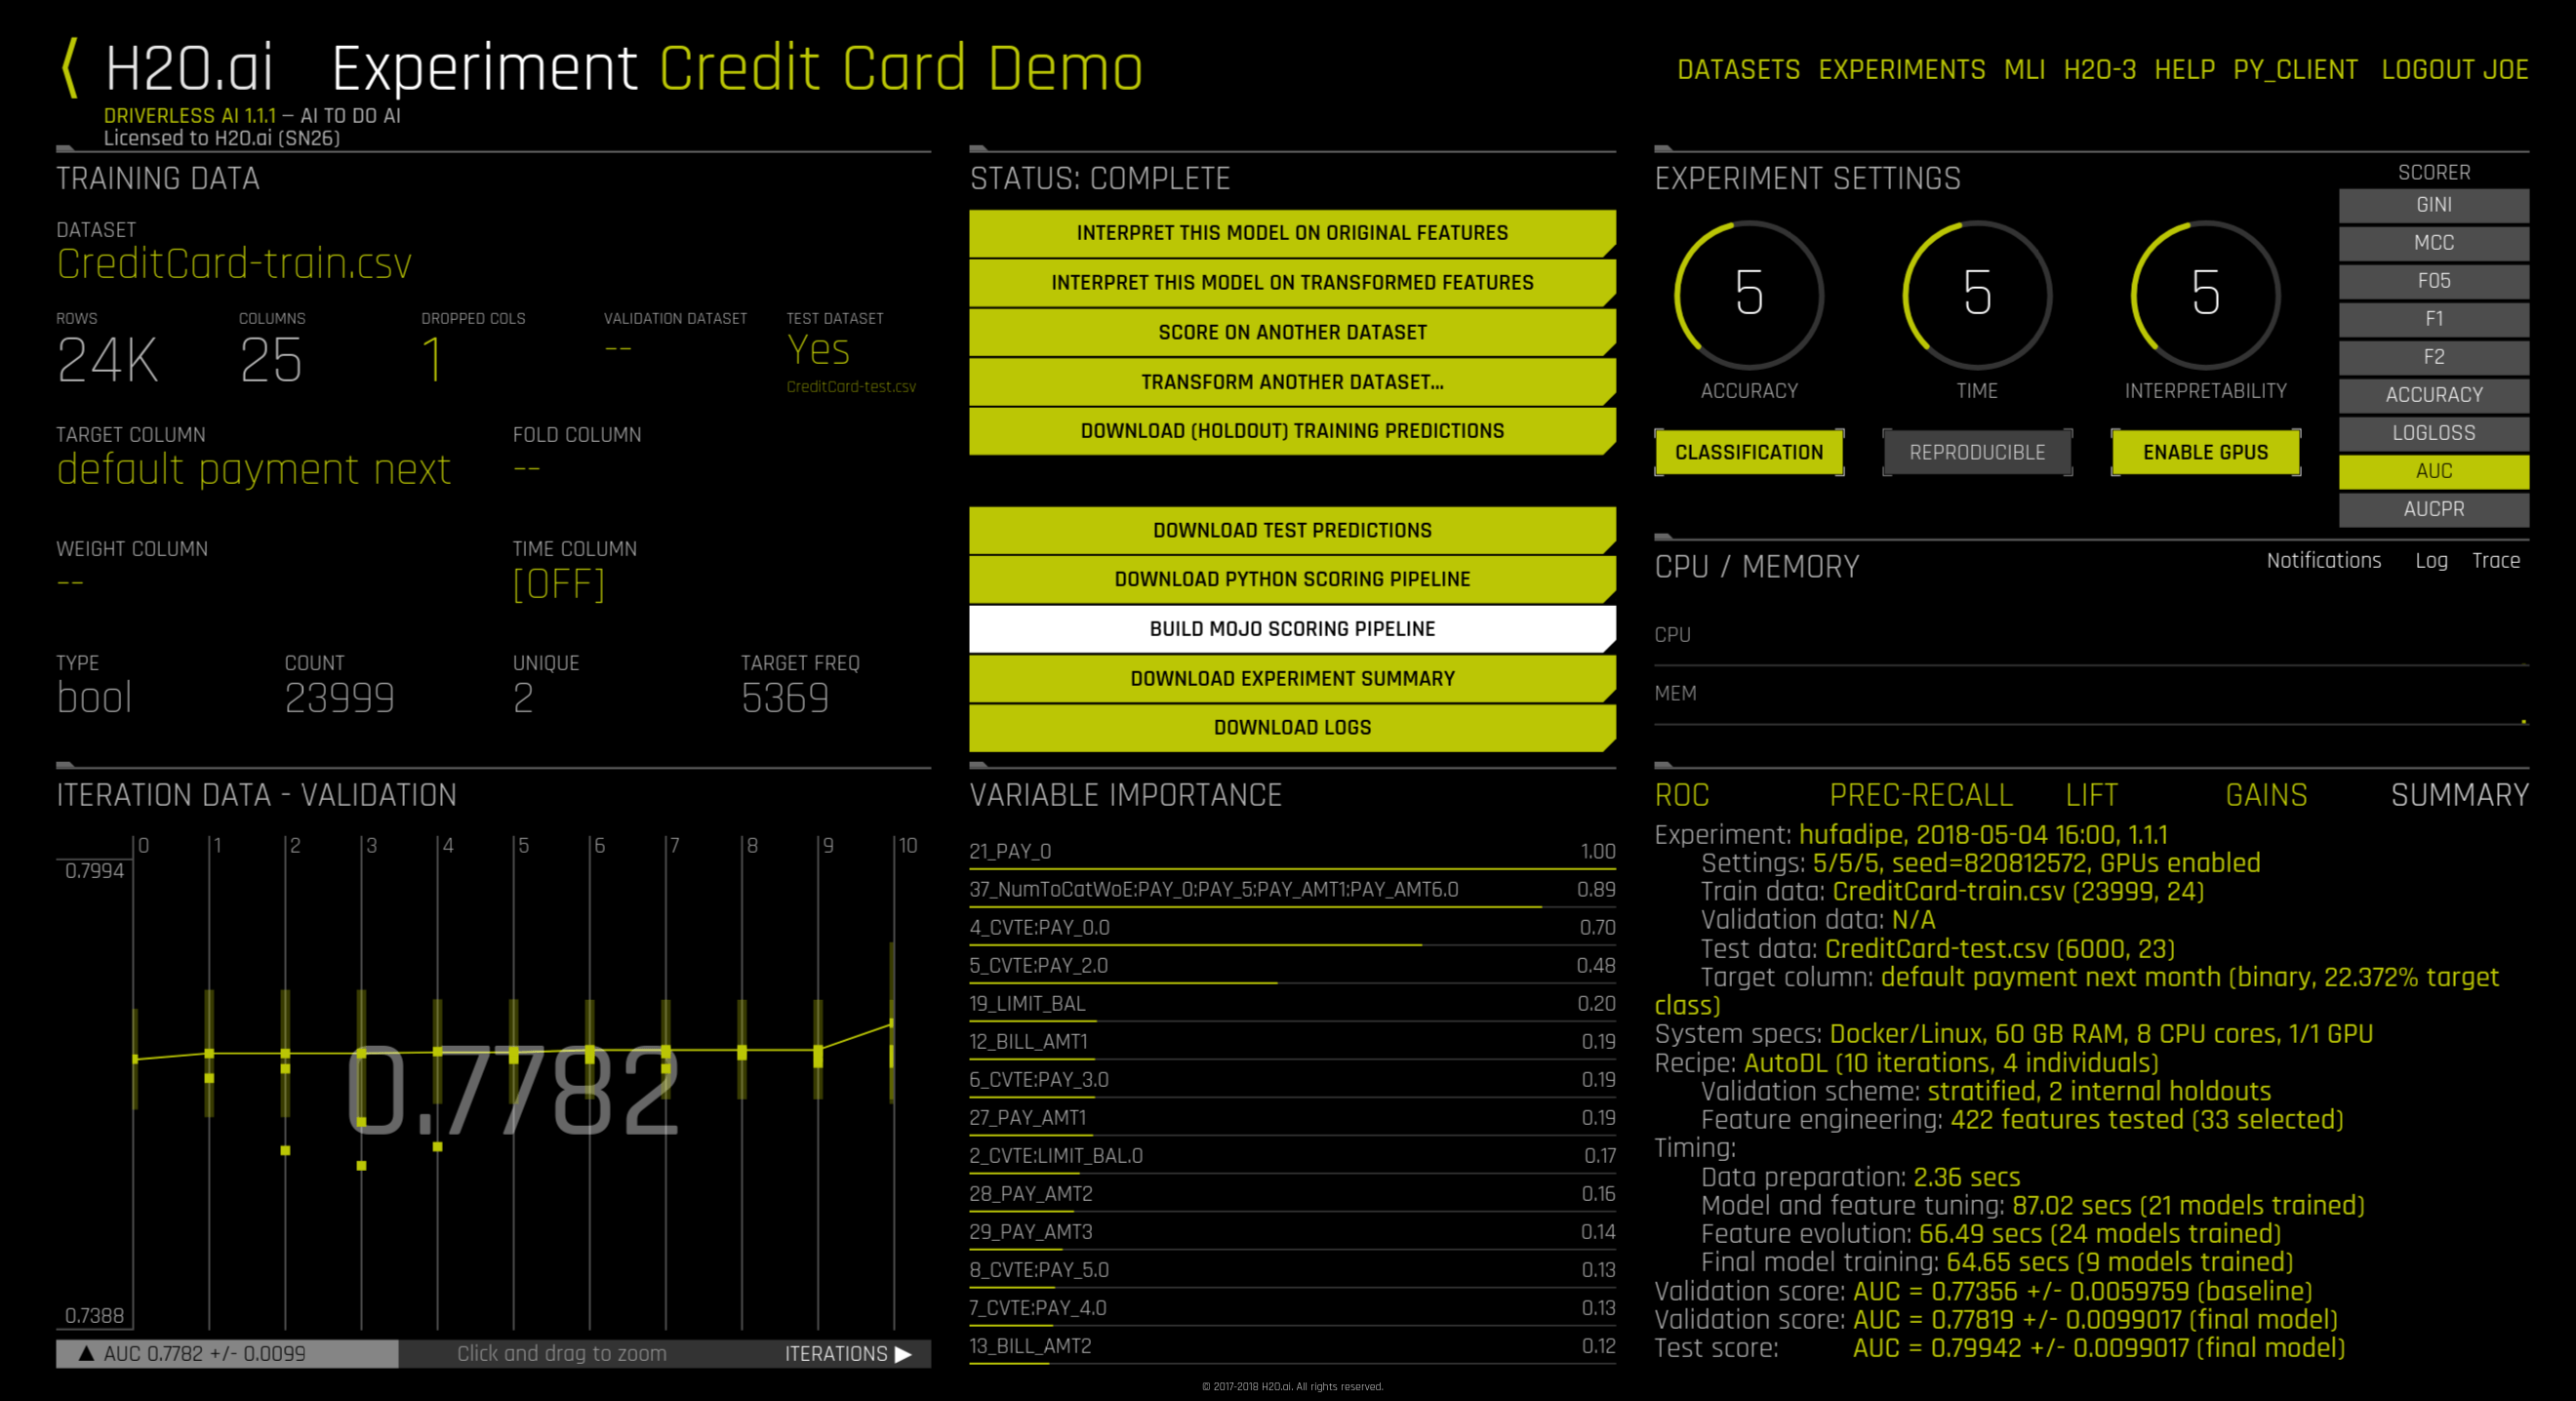 H2O.ai Experiment Credit Card Demo
DATASETS EXPERIMENTS MLI H2O-3 HELP PY_CLIENT LOGOUT JOE
DRIVERLESS AI 1.1.1 — AI TO DO AI
Licensed to H2O.ai (SN26)
TRAINING DATA
DATASET
CreditCard-train.csv
ROWS COLUMNS DROPPED COLS VALIDATION DATASET TEST DATASET
24K 25 1 -- Yes
CreditCard-test.csv
TARGET COLUMN FOLD COLUMN
default payment next --
WEIGHT COLUMN TIME COLUMN
-- [OFF]
TYPE COUNT UNIQUE TARGET FREQ
bool 23999 2 5369
STATUS: COMPLETE
INTERPRET THIS MODEL ON ORIGINAL FEATURES
INTERPRET THIS MODEL ON TRANSFORMED FEATURES
SCORE ON ANOTHER DATASET
TRANSFORM ANOTHER DATASET...
DOWNLOAD (HOLDOUT) TRAINING PREDICTIONS
DOWNLOAD TEST PREDICTIONS
DOWNLOAD PYTHON SCORING PIPELINE
BUILD MOJO SCORING PIPELINE
DOWNLOAD EXPERIMENT SUMMARY
DOWNLOAD LOGS
EXPERIMENT SETTINGS
5 5 5
ACCURACY TIME INTERPRETABILITY
CLASSIFICATION REPRODUCIBLE ENABLE GPUS
SCORER
GINI
MCC
F05
F1
F2
ACCURACY
LOGLOSS
AUC
AUCPR
CPU / MEMORY
Notifications Log Trace
CPU
MEM
ITERATION DATA - VALIDATION
0 1 2 3 4 5 6 7 8 9 10
0.7994
0.7782
0.7388
▲ AUC 0.7782 +/- 0.0099 Click and drag to zoom ITERATIONS ▶
VARIABLE IMPORTANCE
21_PAY_0 1.00
37_NumToCatWoE:PAY_0:PAY_5:PAY_AMT1:PAY_AMT6.0 0.89
4_CVTE:PAY_0.0 0.70
5_CVTE:PAY_2.0 0.48
19_LIMIT_BAL 0.20
12_BILL_AMT1 0.19
6_CVTE:PAY_3.0 0.19
27_PAY_AMT1 0.19
2_CVTE:LIMIT_BAL.0 0.17
28_PAY_AMT2 0.16
29_PAY_AMT3 0.14
8_CVTE:PAY_5.0 0.13
7_CVTE:PAY_4.0 0.13
13_BILL_AMT2 0.12
ROC PREC-RECALL LIFT GAINS SUMMARY
Experiment: hufadipe, 2018-05-04 16:00, 1.1.1
Settings: 5/5/5, seed=820812572, GPUs enabled
Train data: CreditCard-train.csv (23999, 24)
Validation data: N/A
Test data: CreditCard-test.csv (6000, 23)
Target column: default payment next month (binary, 22.372% target
class)
System specs: Docker/Linux, 60 GB RAM, 8 CPU cores, 1/1 GPU
Recipe: AutoDL (10 iterations, 4 individuals)
Validation scheme: stratified, 2 internal holdouts
Feature engineering: 422 features tested (33 selected)
Timing:
Data preparation: 2.36 secs
Model and feature tuning: 87.02 secs (21 models trained)
Feature evolution: 66.49 secs (24 models trained)
Final model training: 64.65 secs (9 models trained)
Validation score: AUC = 0.77356 +/- 0.0059759 (baseline)
Validation score: AUC = 0.77819 +/- 0.0099017 (final model)
Test score: AUC = 0.79942 +/- 0.0099017 (final model)
© 2017-2018 H2O.ai. All rights reserved.